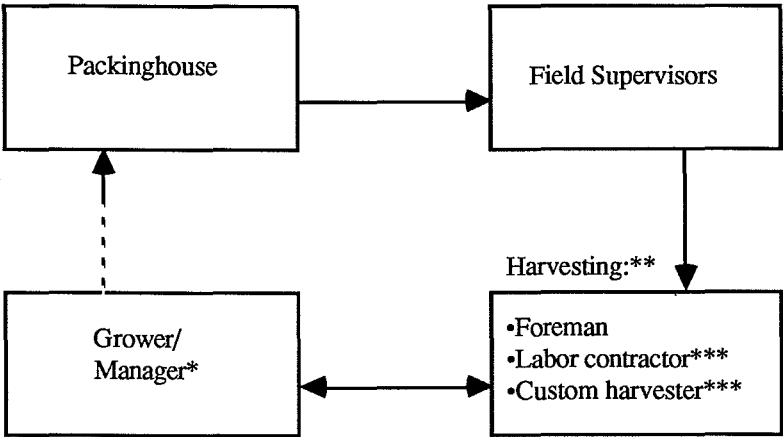 Packinghouse
Field Supervisors
Harvesting:**
Grower/
Manager*
•Foreman
•Labor contractor***
•Custom harvester***